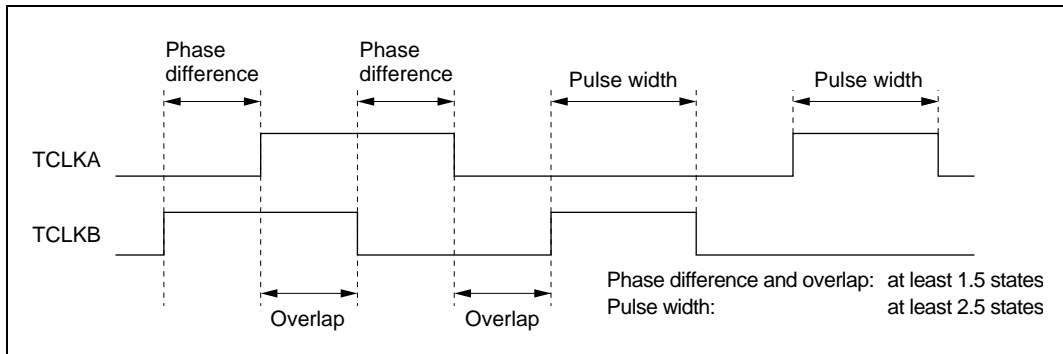 Phase
difference
Phase
difference
Pulse width
Pulse width
TCLKA
TCLKB
Overlap
Overlap
Phase difference and overlap: at least 1.5 states
Pulse width: at least 2.5 states